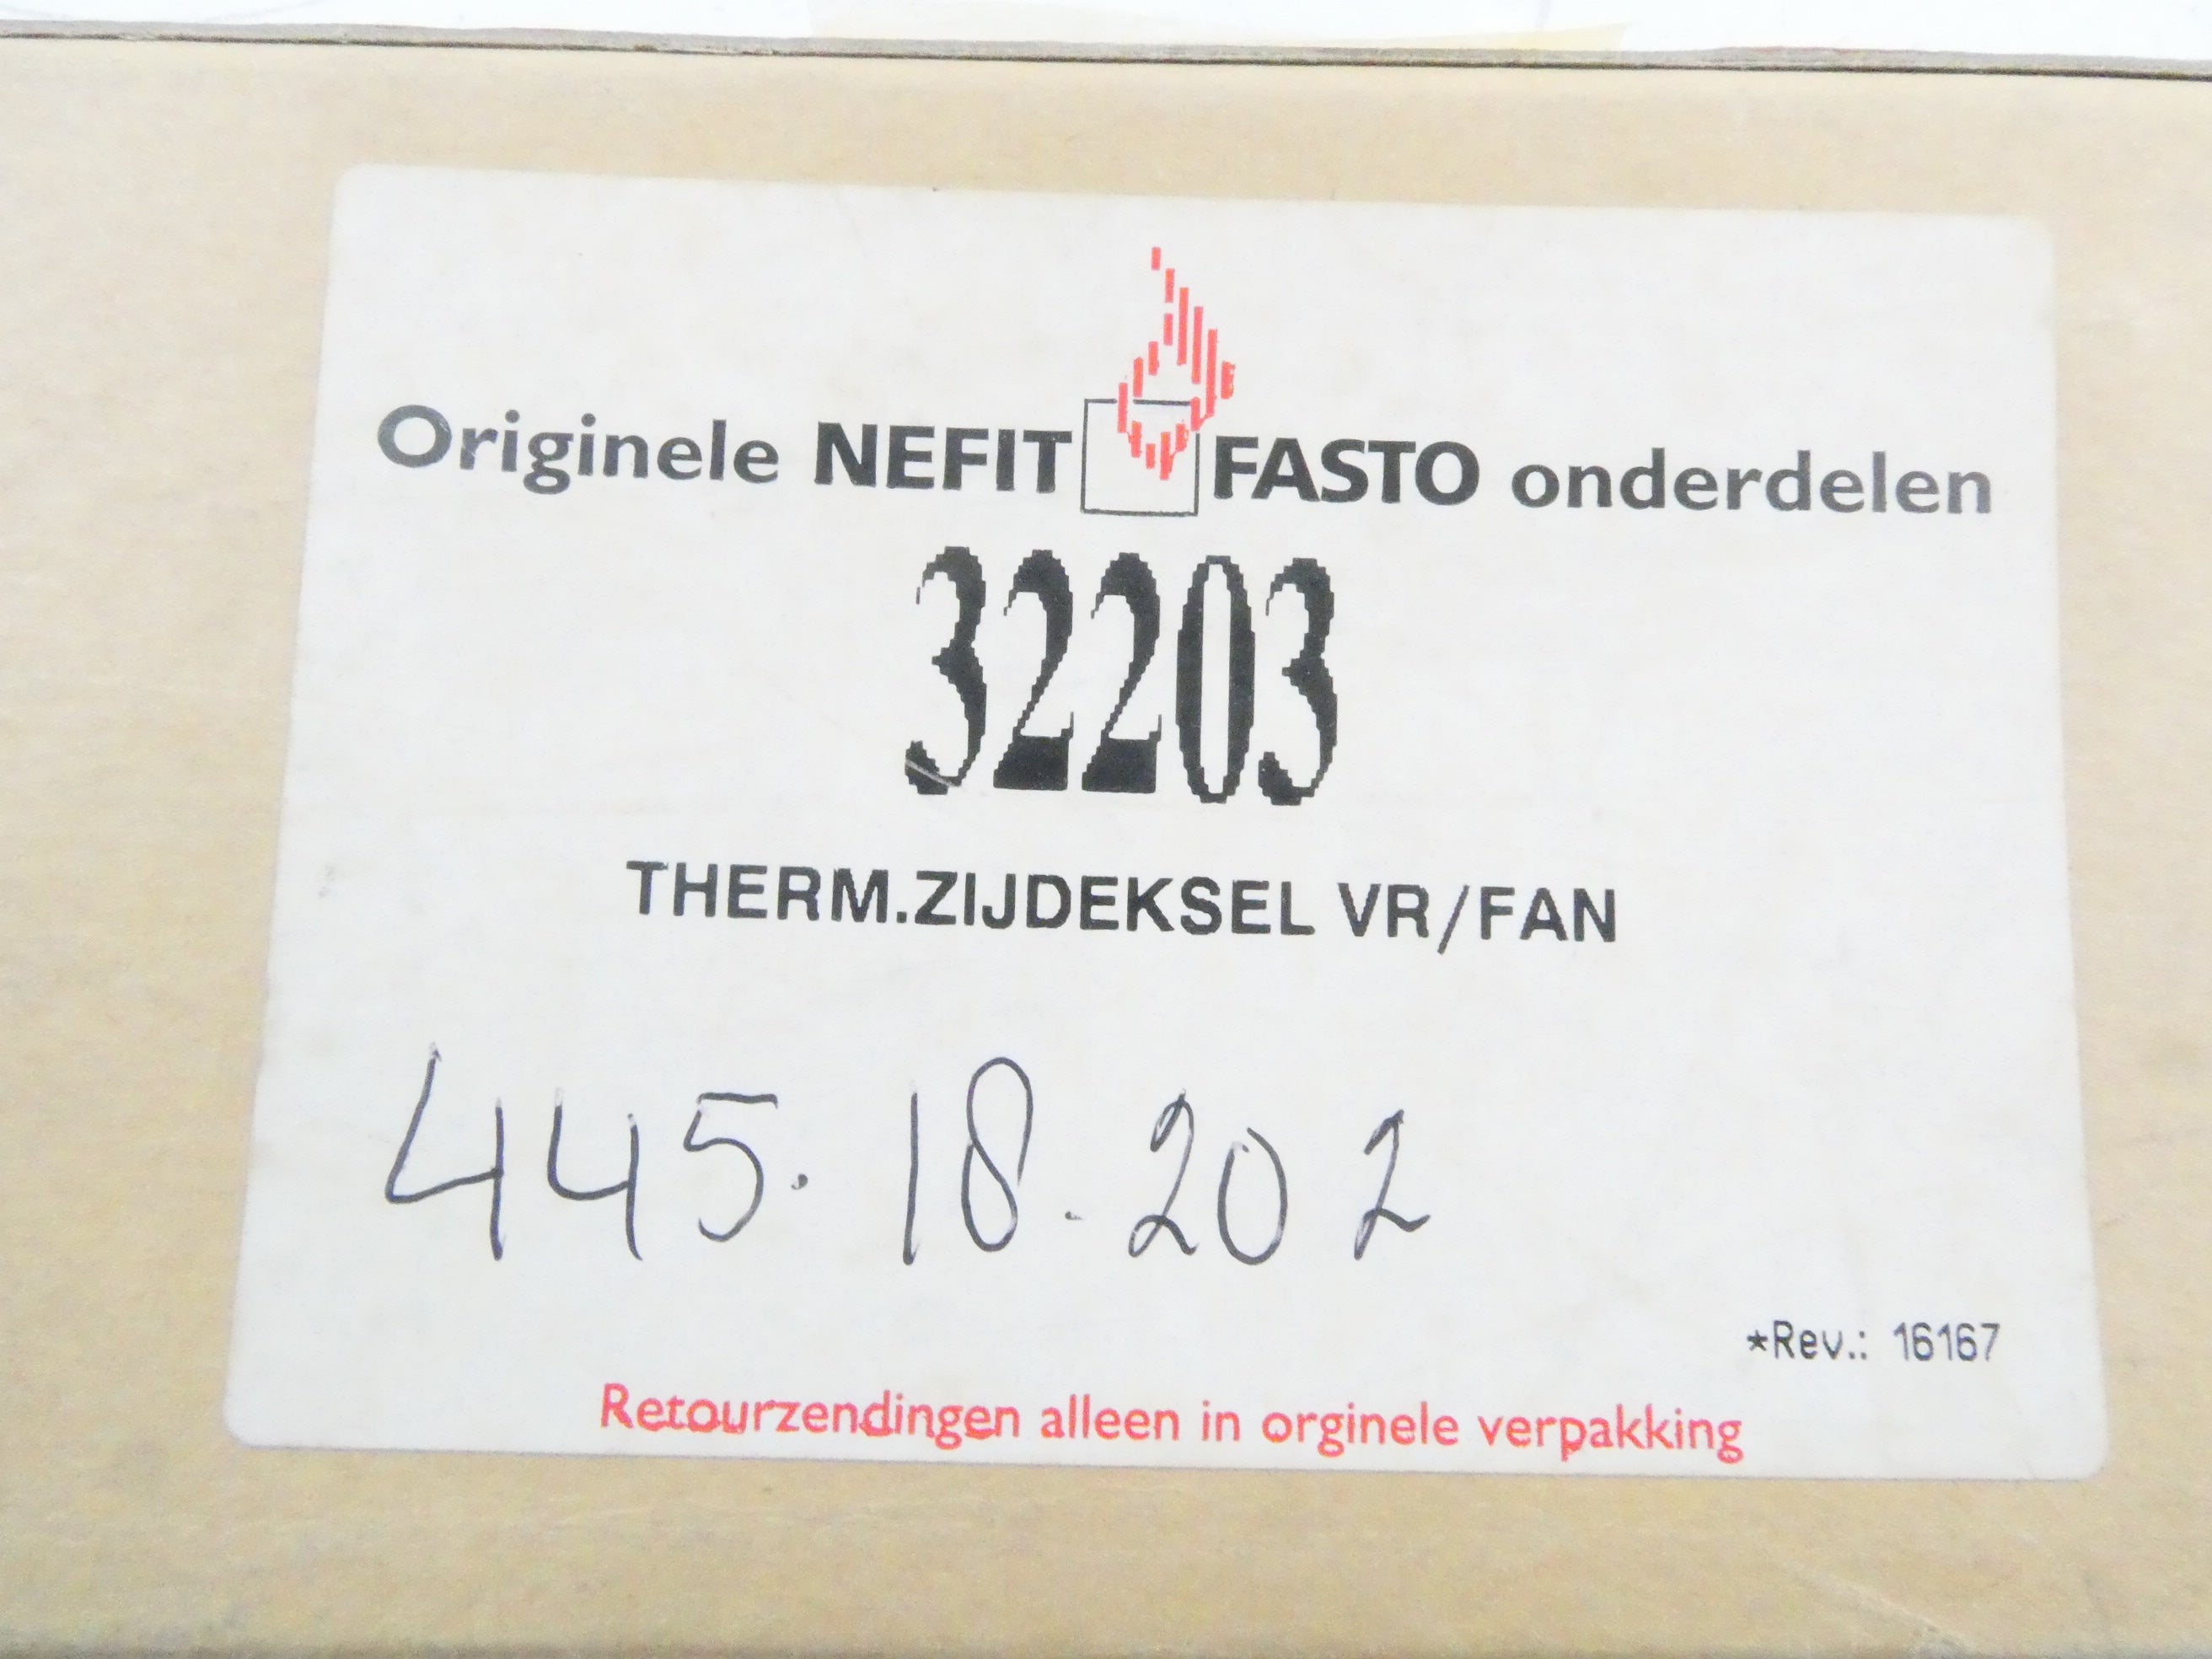 Originele NEFIT FASTO onderdelen
32203
THERM.ZIJDEKSEL VR/FAN
445.18.202
*Rev.: 16167
Retourzendingen alleen in orginele verpakking